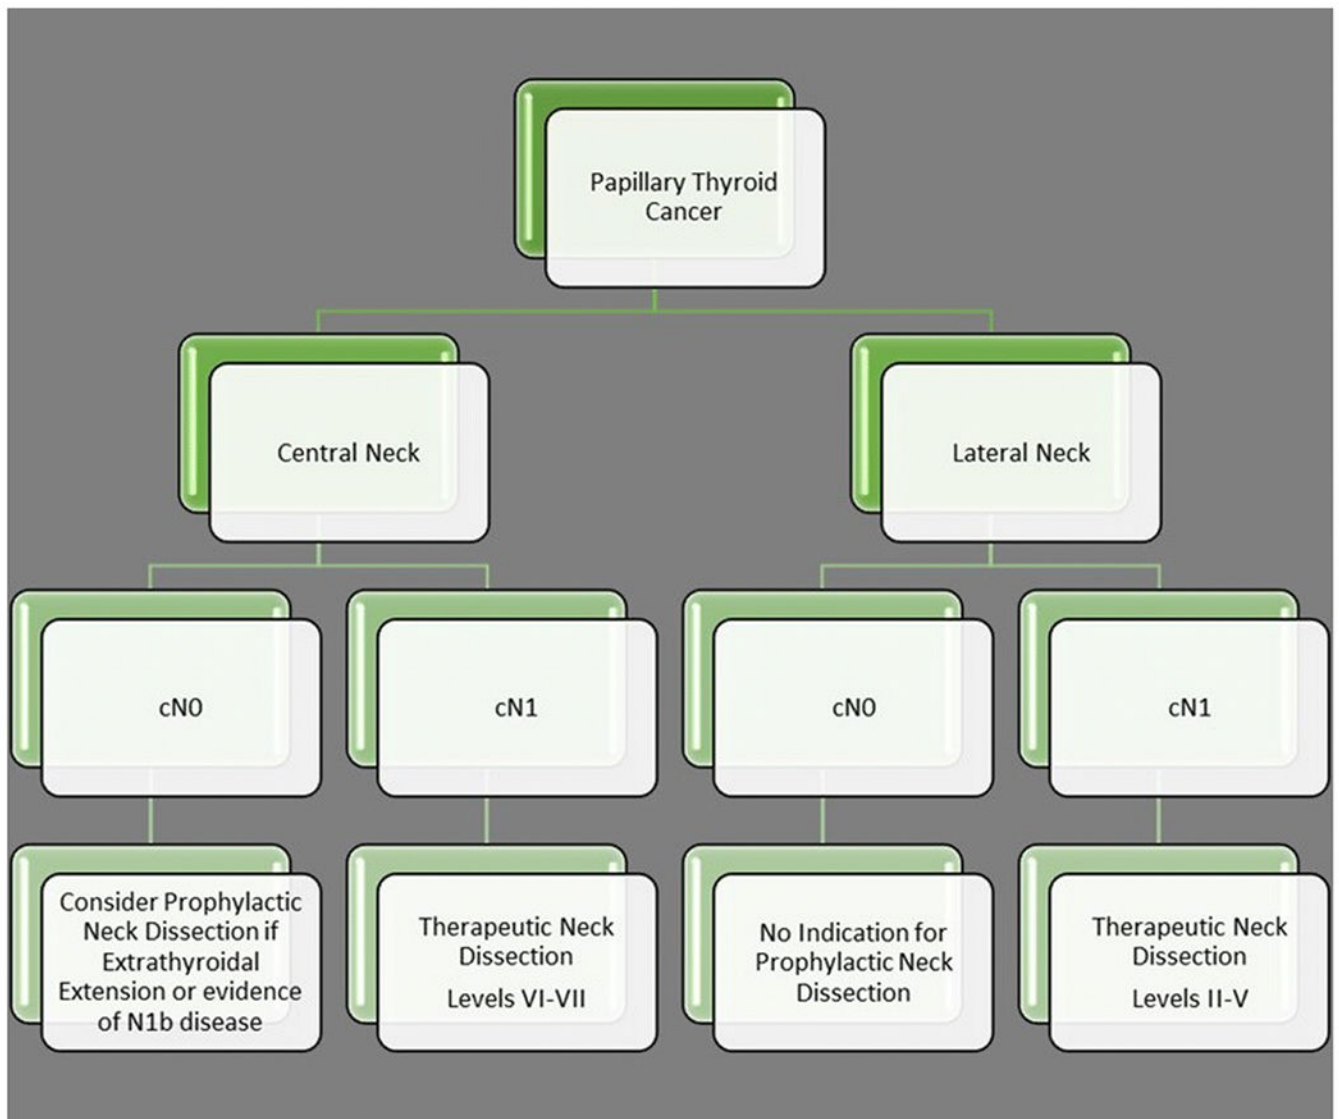 Papillary Thyroid
Cancer
Central Neck
Lateral Neck
cN0
cN1
cN0
cN1
Consider Prophylactic
Neck Dissection if
Extrathyroidal
Extension or evidence
of N1b disease
Therapeutic Neck
Dissection
Levels VI-VII
No Indication for
Prophylactic Neck
Dissection
Therapeutic Neck
Dissection
Levels II-V